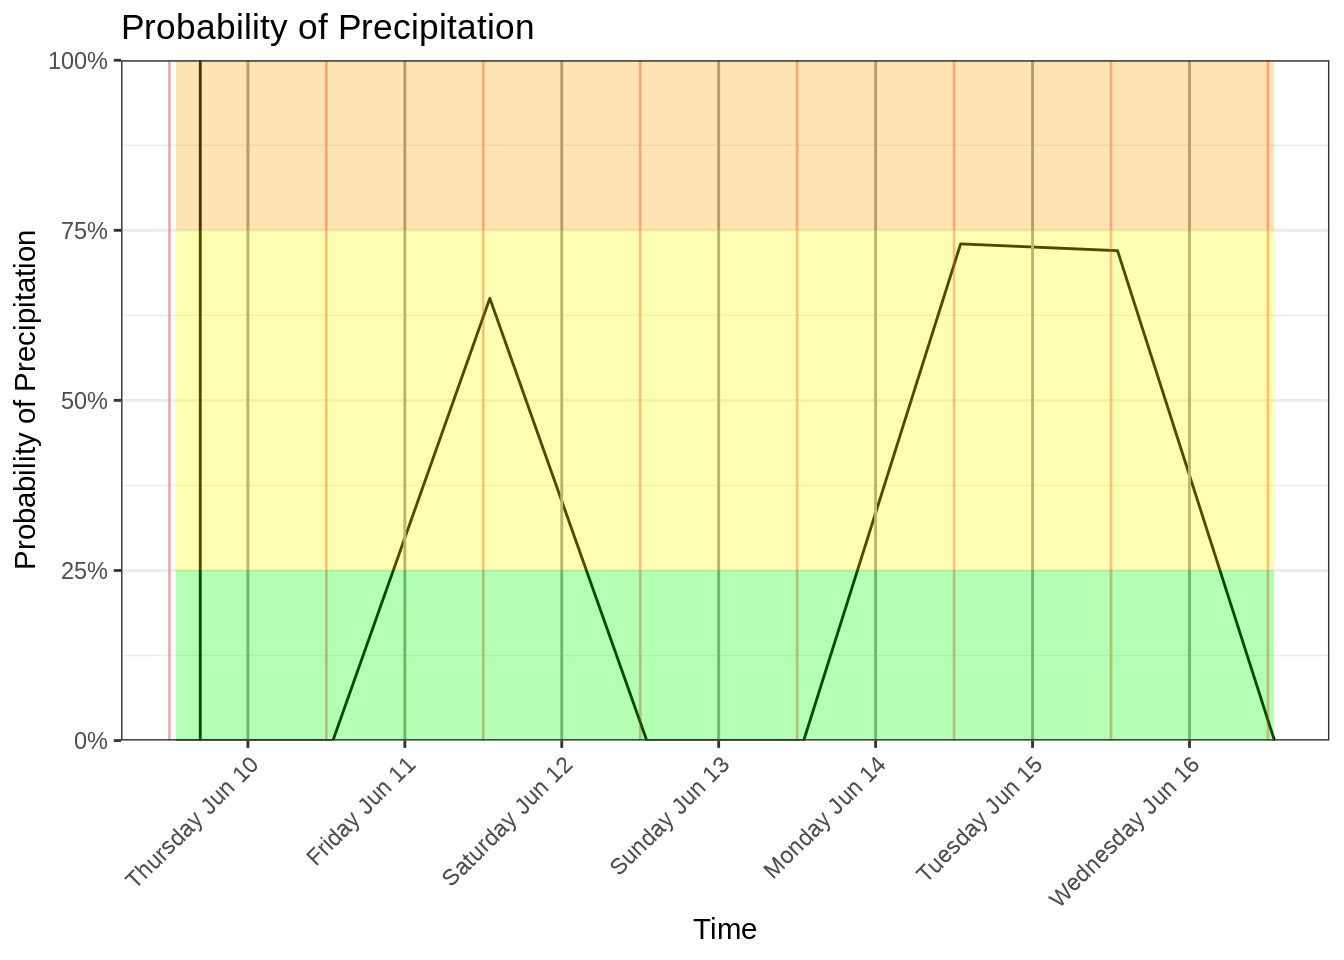 Probability of Precipitation
100%
75%
50%
25%
0%
Probability of Precipitation
Thursday Jun 10
Friday Jun 11
Saturday Jun 12
Sunday Jun 13
Monday Jun 14
Tuesday Jun 15
Wednesday Jun 16
Time